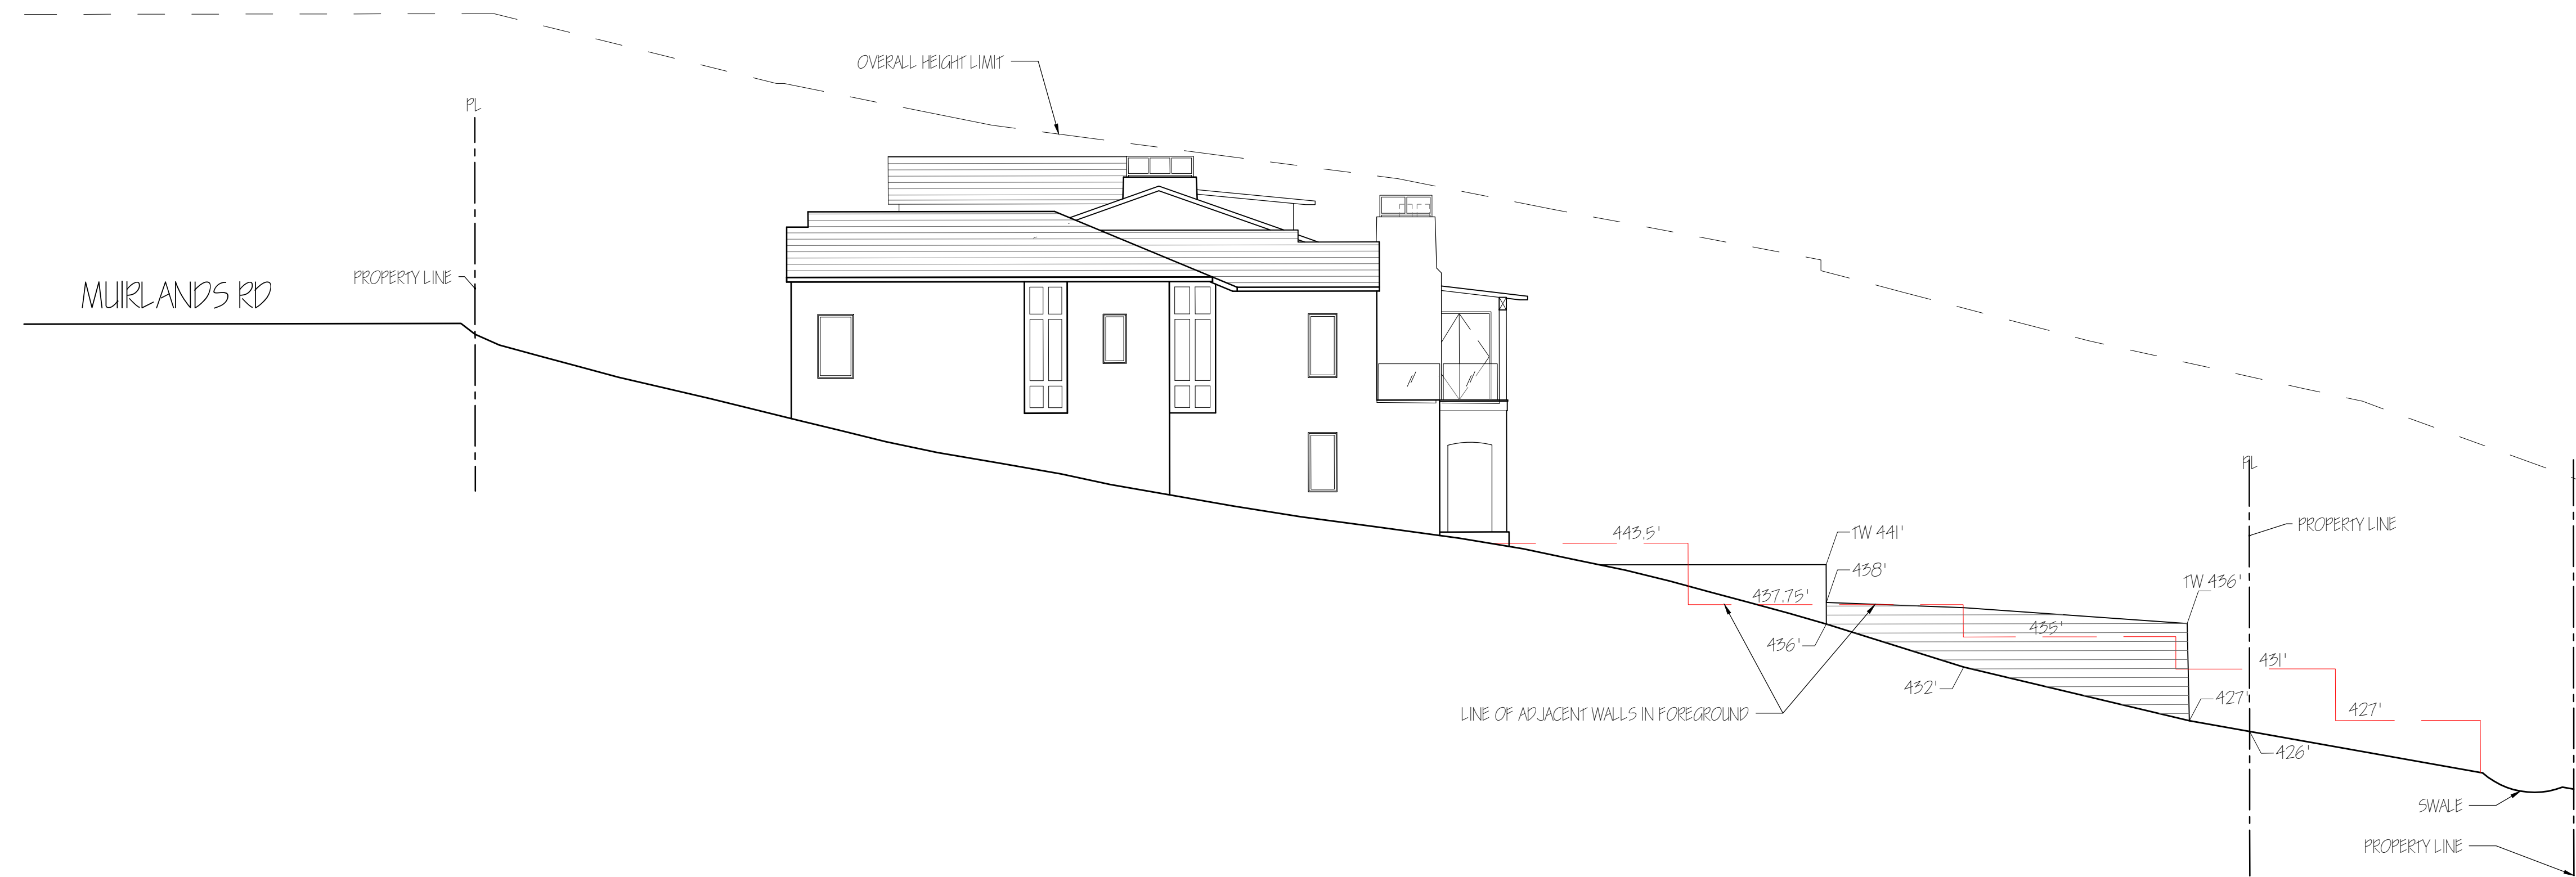 OVERALL HEIGHT LIMIT
PL
PROPERTY LINE
MUIRLANDS RD
PL
PROPERTY LINE
443.5'
TW 441'
438'
TW 436'
437.75'
435'
436'
431'
432'
427'
427'
LINE OF ADJACENT WALLS IN FOREGROUND
426'
SWALE
PROPERTY LINE